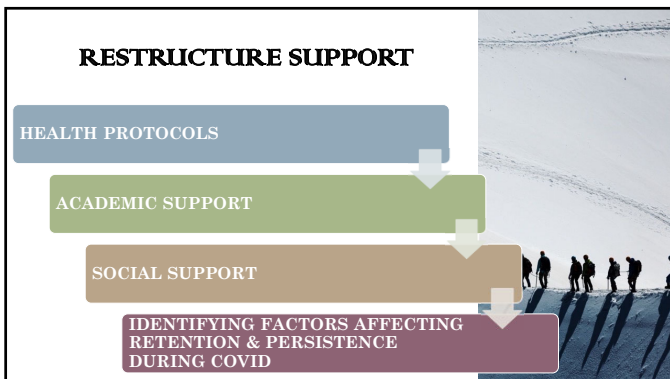 RESTRUCTURE SUPPORT
HEALTH PROTOCOLS
ACADEMIC SUPPORT
SOCIAL SUPPORT
IDENTIFYING FACTORS AFFECTING
RETENTION & PERSISTENCE
DURING COVID